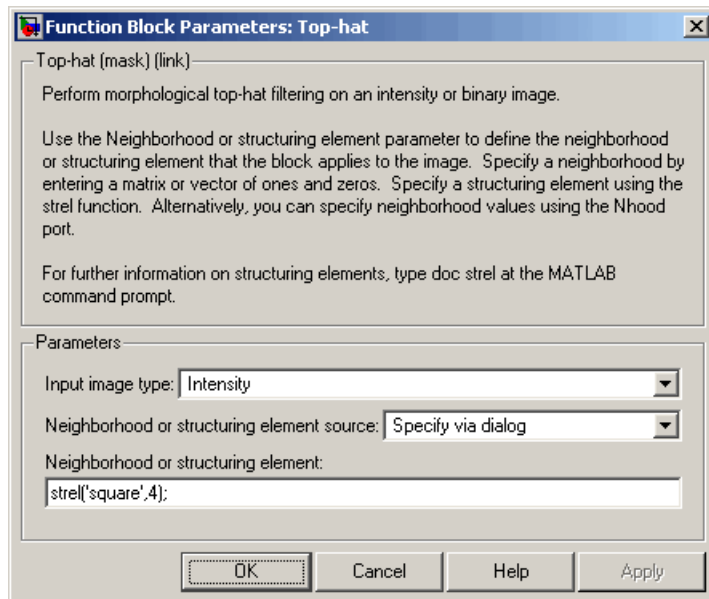 Function Block Parameters: Top-hat
Top-hat (mask) (link)
Perform morphological top-hat filtering on an intensity or binary image.
Use the Neighborhood or structuring element parameter to define the neighborhood
or structuring element that the block applies to the image.  Specify a neighborhood by
entering a matrix or vector of ones and zeros.  Specify a structuring element using the
strel function.  Alternatively, you can specify neighborhood values using the Nhood
port.
For further information on structuring elements, type doc strel at the MATLAB
command prompt.
Parameters
Input image type: Intensity
Neighborhood or structuring element source: Specify via dialog
Neighborhood or structuring element:
strel('square',4);
OK Cancel Help Apply